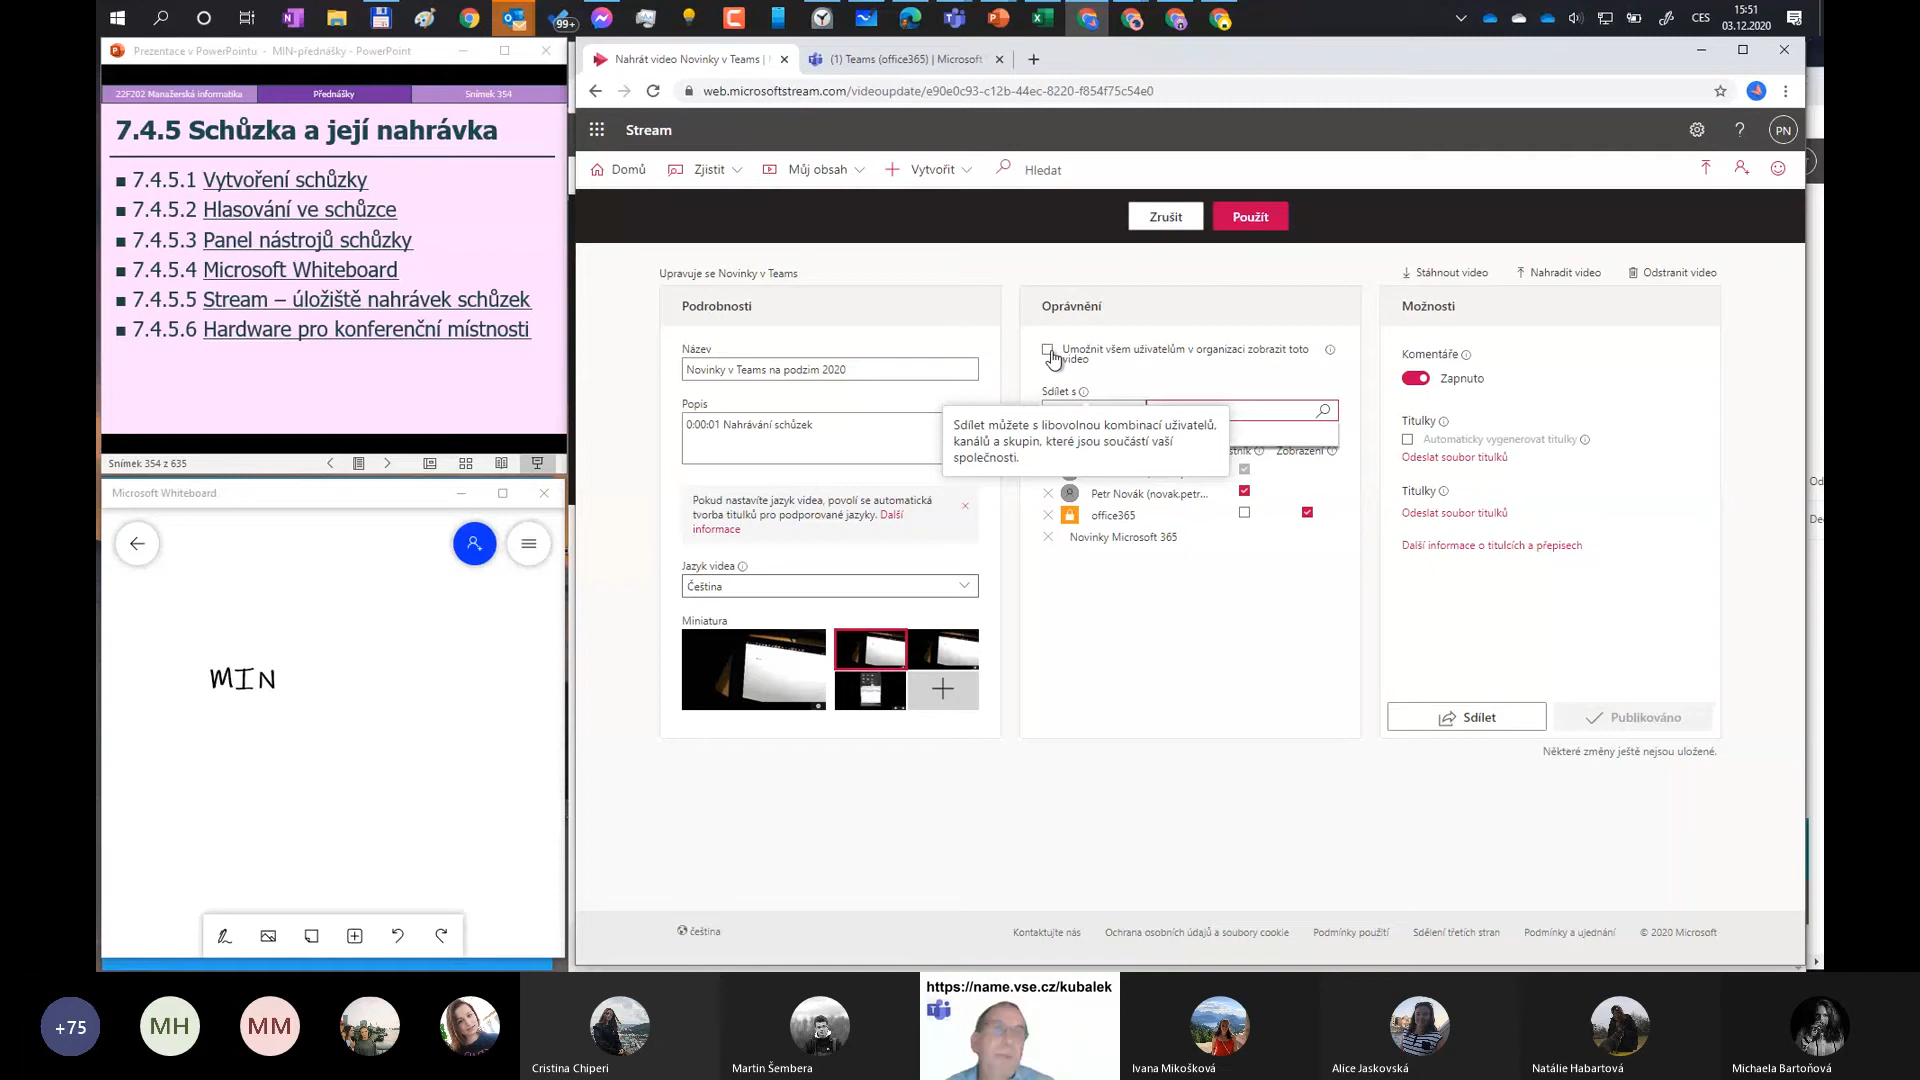 99+
CES
15:51
03.12.2020
Prezentace v PowerPointu - MIN-přednášky - PowerPoint
22F202 Manažerská informatika
Přednášky
Snímek 354
7.4.5 Schůzka a její nahrávka
7.4.5.1 Vytvoření schůzky
7.4.5.2 Hlasování ve schůzce
7.4.5.3 Panel nástrojů schůzky
7.4.5.4 Microsoft Whiteboard
7.4.5.5 Stream – úložiště nahrávek schůzek
7.4.5.6 Hardware pro konferenční místnosti
Snímek 354 z 635
Microsoft Whiteboard
MIN
Nahrát video Novinky v Teams |
(1) Teams (office365) | Microsoft
web.microsoftstream.com/videoupdate/e90e0c93-c12b-44ec-8220-f854f75c54e0
Stream
PN
Domů
Zjistit
Můj obsah
Vytvořit
Hledat
Zrušit
Použít
Upravuje se Novinky v Teams
Stáhnout video
Nahradit video
Odstranit video
Podrobnosti
Název
Novinky v Teams na podzim 2020
Popis
0:00:01 Nahrávání schůzek
Pokud nastavíte jazyk videa, povolí se automatická
tvorba titulků pro podporované jazyky. Další
informace
Jazyk videa
Čeština
Miniatura
Oprávnění
Umožnit všem uživatelům v organizaci zobrazit toto
video
Sdílet s
Sdílet můžete s libovolnou kombinací uživatelů,
kanálů a skupin, které jsou součástí vaší
společnosti.
Zobrazení
Petr Novák (novak.petr...
office365
Novinky Microsoft 365
Možnosti
Komentáře
Zapnuto
Titulky
Automaticky vygenerovat titulky
Odeslat soubor titulků
Titulky
Odeslat soubor titulků
Další informace o titulcích a přepisech
Sdílet
Publikováno
Některé změny ještě nejsou uložené.
čeština
Kontaktujte nás
Ochrana osobních údajů a soubory cookie
Podmínky použití
Sdělení třetích stran
Podmínky a ujednání
© 2020 Microsoft
+75
MH
MM
Cristina Chiperi
Martin Šembera
https://name.vse.cz/kubalek
Ivana Mikošková
Alice Jaskovská
Natálie Habartová
Michaela Bartoňová